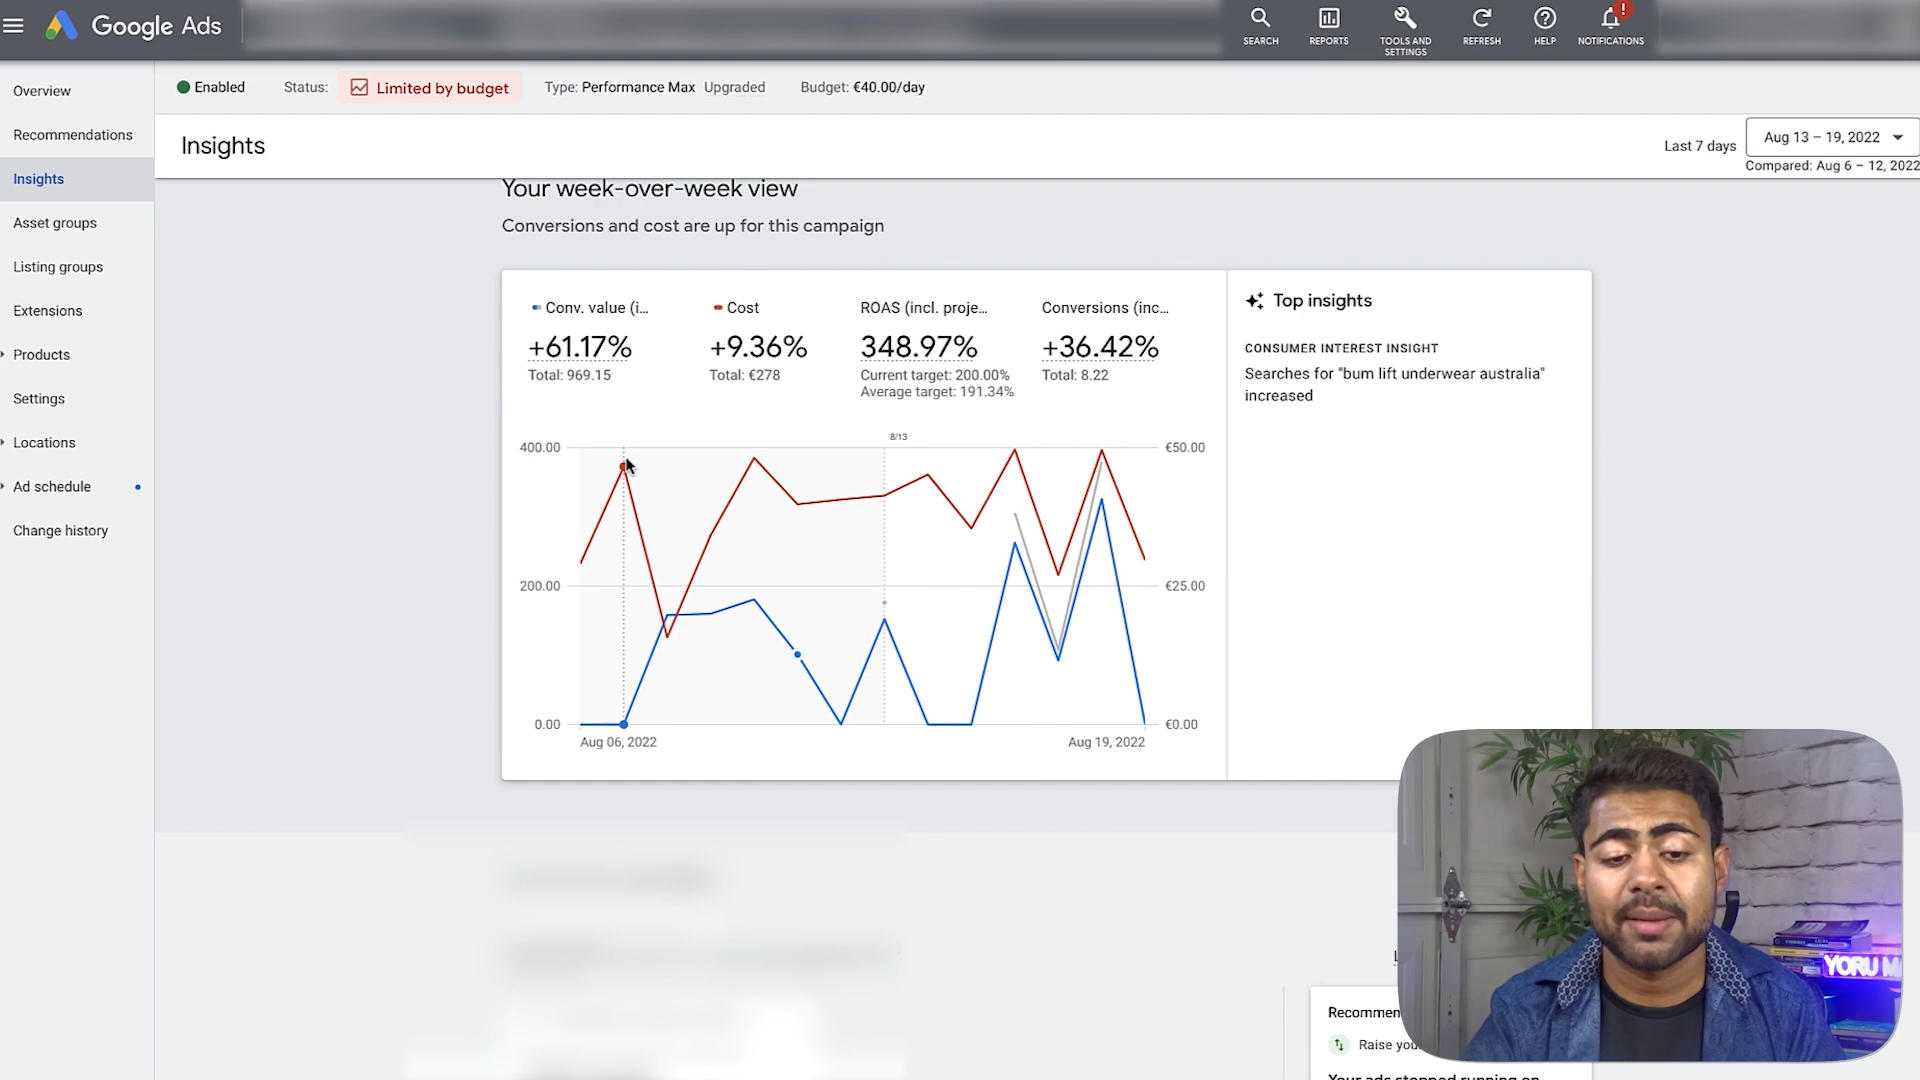 Google Ads
SEARCH
REPORTS
TOOLS AND
SETTINGS
REFRESH
HELP
!
NOTIFICATIONS
Overview
Recommendations
Insights
Asset groups
Listing groups
Extensions
Products
Settings
Locations
Ad schedule
Change history
Enabled
Status: Limited by budget
Type: Performance Max Upgraded
Budget: €40.00/day
Insights
Last 7 days
Aug 13 – 19, 2022
Compared: Aug 6 – 12, 2022
Your week-over-week view
Conversions and cost are up for this campaign
Conv. value (i...
+61.17%
Total: 969.15
Cost
+9.36%
Total: €278
ROAS (incl. proje...
348.97%
Current target: 200.00%
Average target: 191.34%
Conversions (inc...
+36.42%
Total: 8.22
8/13
400.00
200.00
0.00
€50.00
€25.00
€0.00
Aug 06, 2022
Aug 19, 2022
Top insights
CONSUMER INTEREST INSIGHT
Searches for "bum lift underwear australia"
increased
Recommen
Raise you
Your ads stopped running on
YORU M